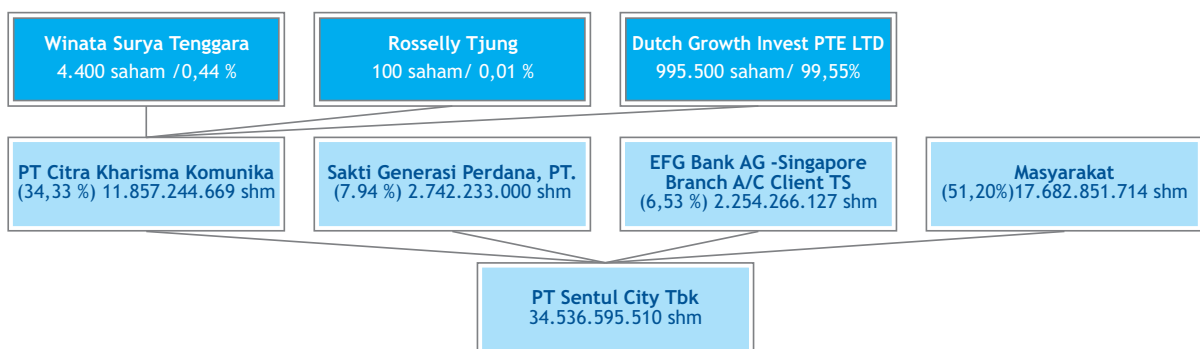 Winata Surya Tenggara
4.400 saham /0,44 %
Rosselly Tjung
100 saham/ 0,01 %
Dutch Growth Invest PTE LTD
995.500 saham/ 99,55%
PT Citra Kharisma Komunika
(34,33 %) 11.857.244.669 shm
Sakti Generasi Perdana, PT.
(7.94 %) 2.742.233.000 shm
EFG Bank AG -Singapore
Branch A/C Client TS
(6,53 %) 2.254.266.127 shm
Masyarakat
(51,20%)17.682.851.714 shm
PT Sentul City Tbk
34.536.595.510 shm